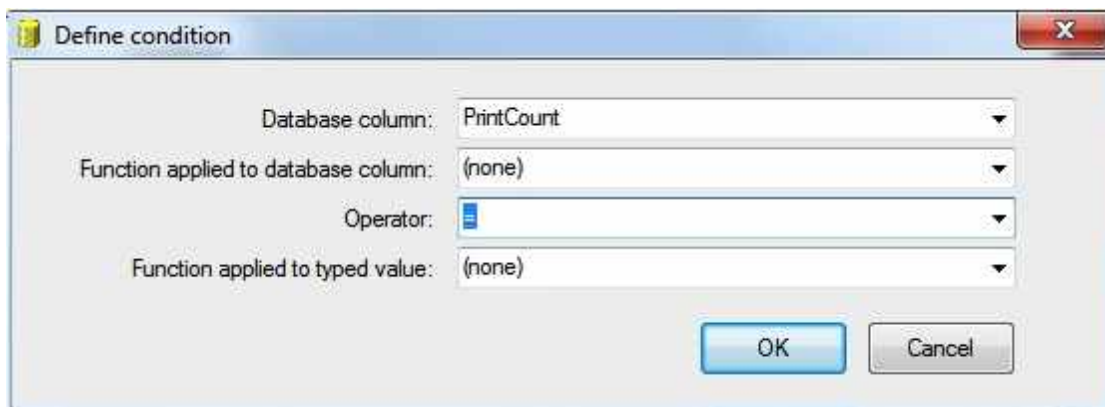 Define condition
Database column: PrintCount
Function applied to database column: (none)
Operator: =
Function applied to typed value: (none)
OK Cancel